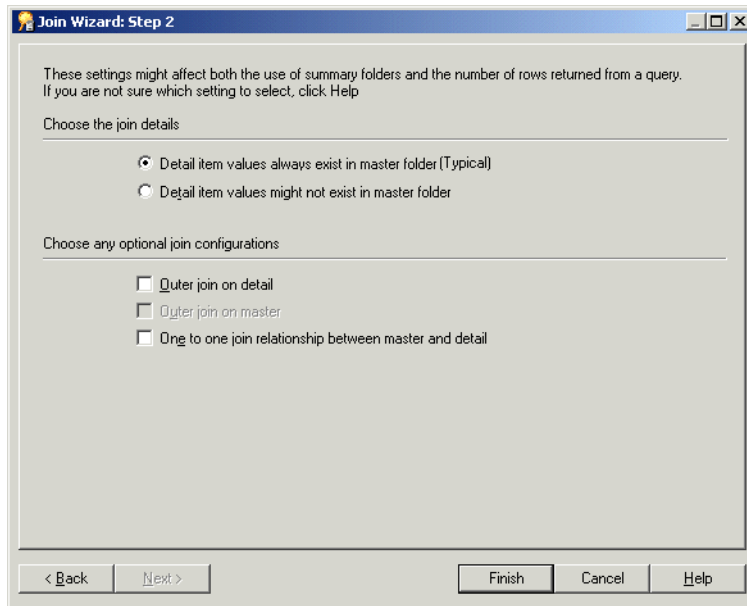 Join Wizard: Step 2
These settings might affect both the use of summary folders and the number of rows returned from a query.
If you are not sure which setting to select, click Help
Choose the join details
Detail item values always exist in master folder (Typical)
Detail item values might not exist in master folder
Choose any optional join configurations
Outer join on detail
Outer join on master
One to one join relationship between master and detail
< Back Next > Finish Cancel Help